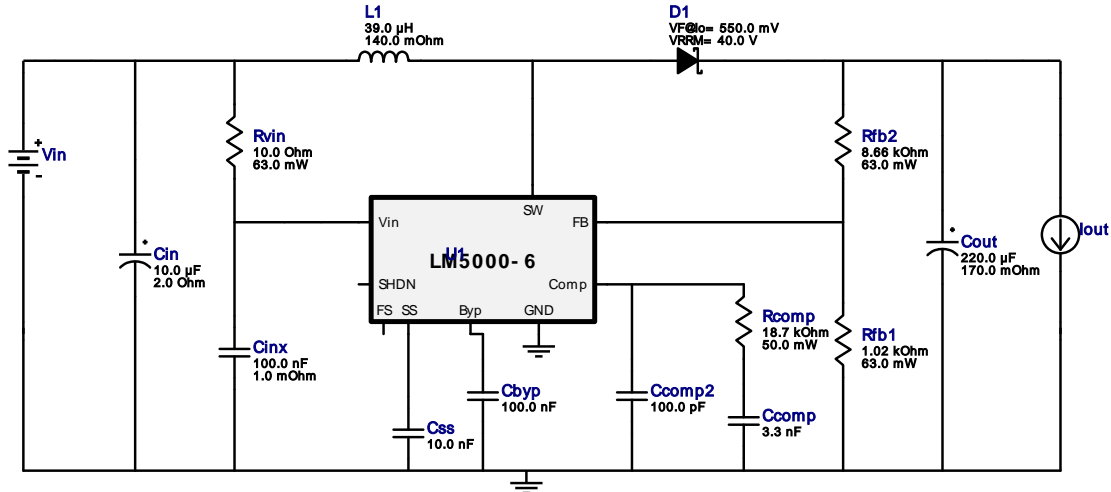 L1
39.0 µH
140.0 mOhm
D1
VF@Io= 550.0 mV
VRRM= 40.0 V
+
Vin
-
Rvin
10.0 Ohm
63.0 mW
Rfb2
8.66 kOhm
63.0 mW
SW
Vin
FB
U1
LM5000-6
SHDN
Comp
FS SS Byp GND
Cin
10.0 µF
2.0 Ohm
Cout
220.0 µF
170.0 mOhm
Iout
Rcomp
18.7 kOhm
50.0 mW
Rfb1
1.02 kOhm
63.0 mW
Cinx
100.0 nF
1.0 mOhm
Cbyp
100.0 nF
Ccomp2
100.0 pF
Ccomp
3.3 nF
Css
10.0 nF